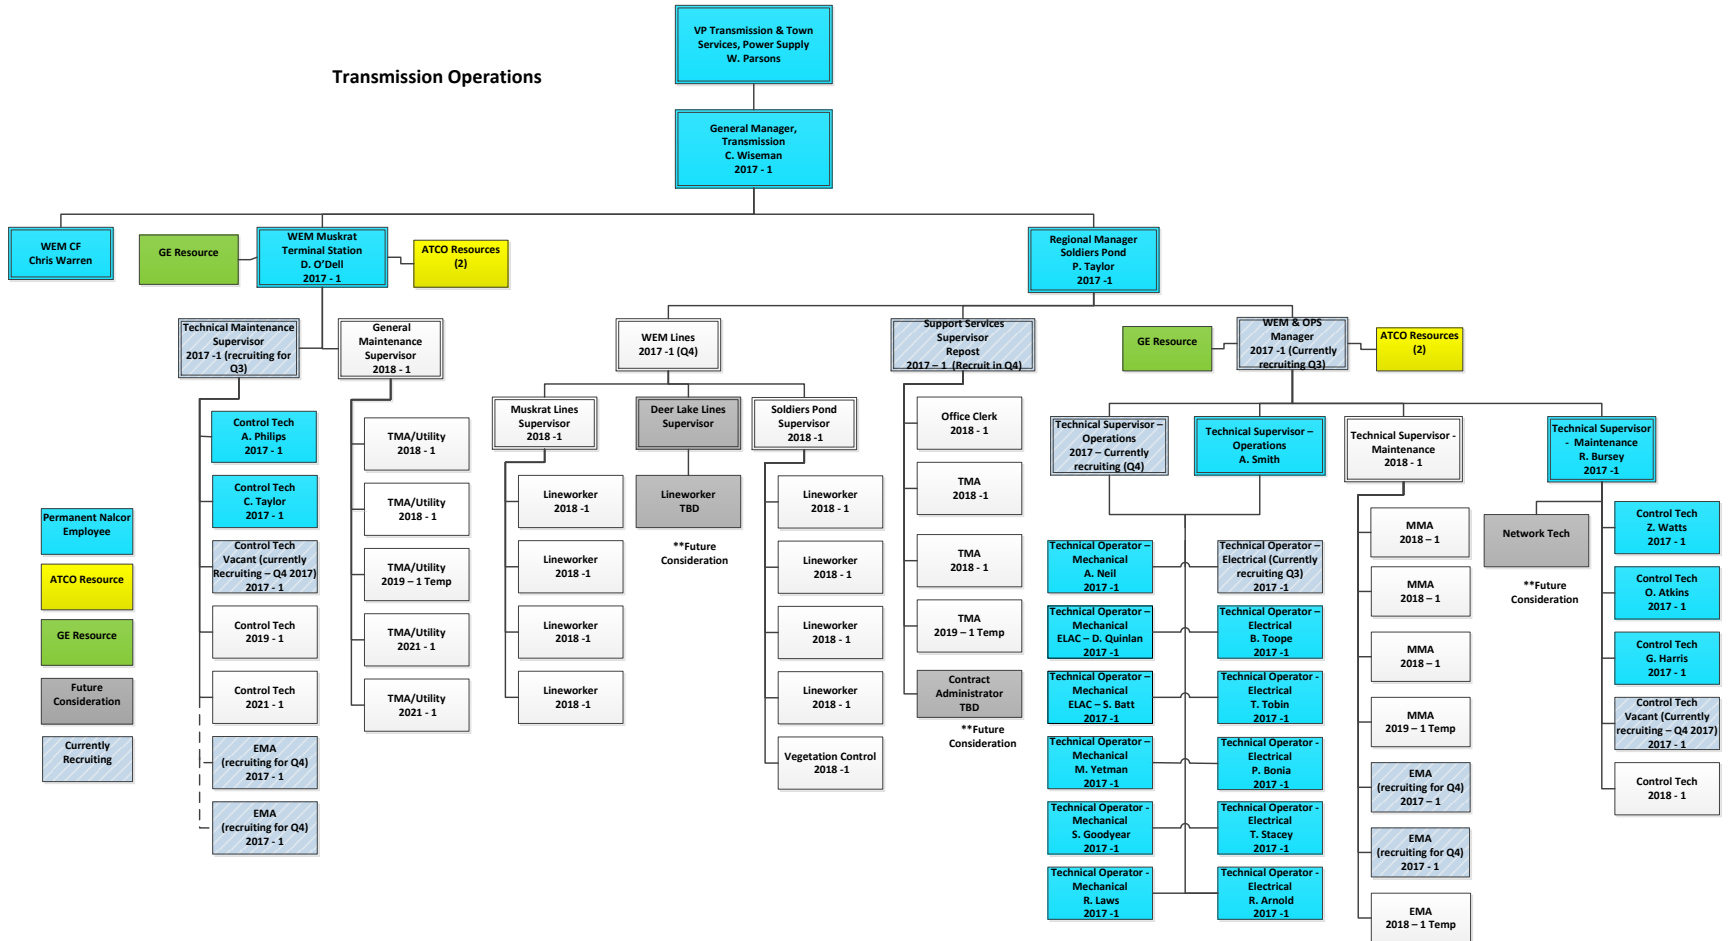 Transmission Operations
VP Transmission & Town
Services, Power Supply
W. Parsons
General Manager,
Transmission
C. Wiseman
2017 - 1
WEM CF
Chris Warren
GE Resource
WEM Muskrat
Terminal Station
D. O'Dell
2017 - 1
ATCO Resources
(2)
Regional Manager
Soldiers Pond
P. Taylor
2017 -1
Technical Maintenance
Supervisor
2017 -1 (recruiting for
Q3)
General
Maintenance
Supervisor
2018 - 1
WEM Lines
2017 -1 (Q4)
Support Services
Supervisor
Repost
2017 – 1 (Recruit in Q4)
GE Resource
WEM & OPS
Manager
2017 -1 (Currently
recruiting Q3)
ATCO Resources
(2)
Control Tech
A. Philips
2017 - 1
Control Tech
C. Taylor
2017 - 1
Control Tech
Vacant (currently
Recruiting – Q4 2017)
2017 - 1
Control Tech
2019 - 1
Control Tech
2021 - 1
EMA
(recruiting for Q4)
2017 - 1
EMA
(recruiting for Q4)
2017 - 1
TMA/Utility
2018 - 1
TMA/Utility
2018 - 1
TMA/Utility
2019 – 1 Temp
TMA/Utility
2021 - 1
TMA/Utility
2021 - 1
Muskrat Lines
Supervisor
2018 -1
Lineworker
2018 -1
Lineworker
2018 -1
Lineworker
2018 -1
Lineworker
2018 -1
Deer Lake Lines
Supervisor
Lineworker
TBD
**Future
Consideration
Soldiers Pond
Supervisor
2018 -1
Lineworker
2018 - 1
Lineworker
2018 - 1
Lineworker
2018 - 1
Lineworker
2018 - 1
Vegetation Control
2018 -1
Office Clerk
2018 - 1
TMA
2018 -1
TMA
2018 - 1
TMA
2019 – 1 Temp
Contract
Administrator
TBD
**Future
Consideration
Technical Supervisor –
Operations
2017 – Currently
recruiting (Q4)
Technical Supervisor –
Operations
A. Smith
Technical Supervisor -
Maintenance
2018 - 1
Technical Supervisor
- Maintenance
R. Bursey
2017 -1
Technical Operator –
Mechanical
A. Neil
2017 -1
Technical Operator –
Electrical (Currently
recruiting Q3)
2017 -1
Technical Operator –
Mechanical
ELAC – D. Quinlan
2017 -1
Technical Operator -
Electrical
B. Toope
2017 -1
Technical Operator –
Mechanical
ELAC – S. Batt
2017 -1
Technical Operator -
Electrical
T. Tobin
2017 -1
Technical Operator -
Mechanical
M. Yetman
2017 -1
Technical Operator -
Electrical
P. Bonia
2017 -1
Technical Operator -
Mechanical
S. Goodyear
2017 -1
Technical Operator -
Electrical
T. Stacey
2017 -1
Technical Operator -
Mechanical
R. Laws
2017 -1
Technical Operator -
Electrical
R. Arnold
2017 -1
MMA
2018 – 1
MMA
2018 – 1
MMA
2018 – 1
MMA
2019 – 1 Temp
EMA
(recruiting for Q4)
2017 – 1
EMA
(recruiting for Q4)
2017 - 1
EMA
2018 – 1 Temp
Network Tech
**Future
Consideration
Control Tech
Z. Watts
2017 - 1
Control Tech
O. Atkins
2017 - 1
Control Tech
G. Harris
2017 - 1
Control Tech
Vacant (Currently
recruiting – Q4 2017)
2017 - 1
Control Tech
2018 - 1
Permanent Nalcor
Employee
ATCO Resource
GE Resource
Future
Consideration
Currently
Recruiting